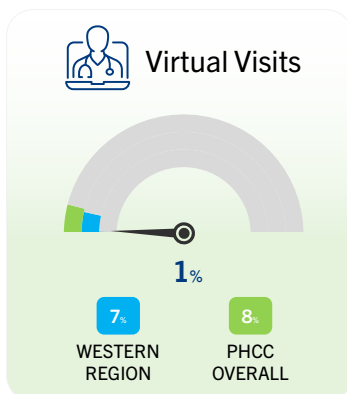 Virtual Visits
1%
7%
8%
WESTERN
REGION
PHCC
OVERALL